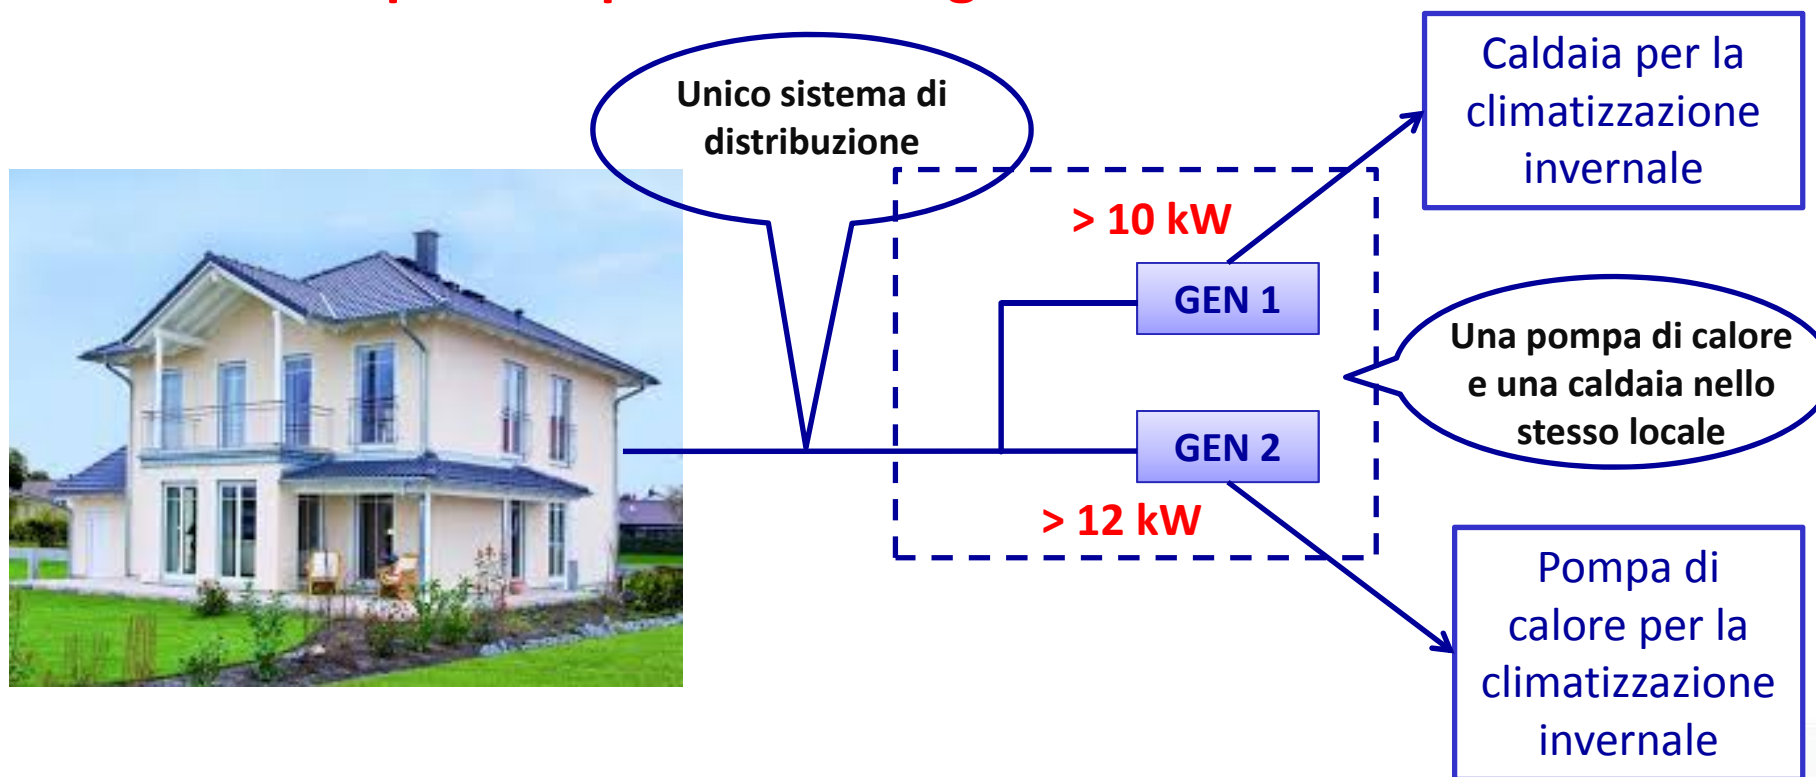 Unico sistema di
distribuzione
> 10 kW
GEN 1
GEN 2
> 12 kW
Caldaia per la
climatizzazione
invernale
Una pompa di calore
e una caldaia nello
stesso locale
Pompa di
calore per la
climatizzazione
invernale